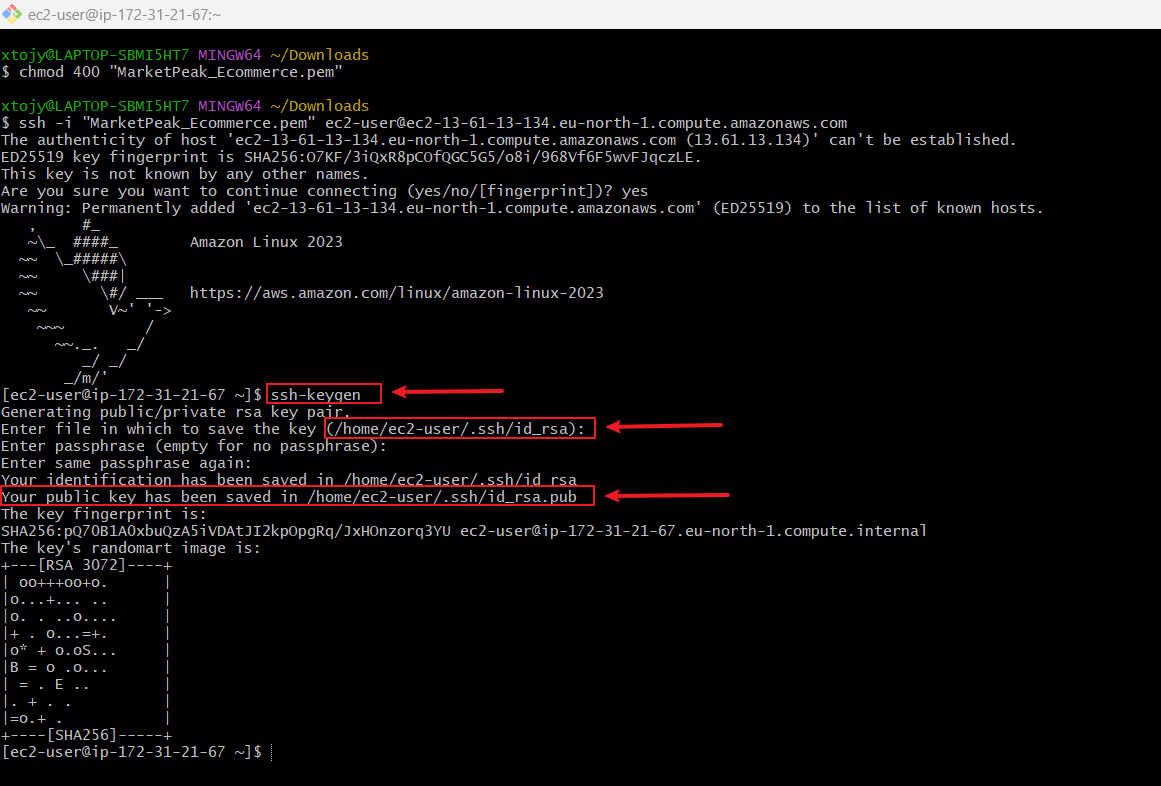 ec2-user@ip-172-31-21-67:~
xtojy@LAPTOP-SBMI5HT7 MINGW64 ~/Downloads
$ chmod 400 "MarketPeak_Ecommerce.pem"
xtojy@LAPTOP-SBMI5HT7 MINGW64 ~/Downloads
$ ssh -i "MarketPeak_Ecommerce.pem" ec2-user@ec2-13-61-13-134.eu-north-1.compute.amazonaws.com
The authenticity of host 'ec2-13-61-13-134.eu-north-1.compute.amazonaws.com (13.61.13.134)' can't be established.
ED25519 key fingerprint is SHA256:O7KF/3iQxR8pCOfQGC5G5/o8i/968Vf6F5wvFJqczLE.
This key is not known by any other names.
Are you sure you want to continue connecting (yes/no/[fingerprint])? yes
Warning: Permanently added 'ec2-13-61-13-134.eu-north-1.compute.amazonaws.com' (ED25519) to the list of known hosts.
   ,     #_
   ~\_  ####_        Amazon Linux 2023
  ~~  \_#####\
  ~~     \###|
  ~~       \#/ ___   https://aws.amazon.com/linux/amazon-linux-2023
   ~~       V~' '->
    ~~~         /
      ~~._.   _/
         _/ _/
       _/m/'
[ec2-user@ip-172-31-21-67 ~]$ ssh-keygen
Generating public/private rsa key pair.
Enter file in which to save the key (/home/ec2-user/.ssh/id_rsa):
Enter passphrase (empty for no passphrase):
Enter same passphrase again:
Your identification has been saved in /home/ec2-user/.ssh/id_rsa
Your public key has been saved in /home/ec2-user/.ssh/id_rsa.pub
The key fingerprint is:
SHA256:pQ7OB1AOxbuQzA5iVDAtJI2kpOpgRq/JxHOnzorq3YU ec2-user@ip-172-31-21-67.eu-north-1.compute.internal
The key's randomart image is:
+---[RSA 3072]----+
| oo+++oo+o.      |
|o...+... ..      |
|o. . ..o....     |
|+ . o...=+.      |
|o* + o.oS...     |
|B = o .o...      |
| = . E ..        |
|. + . .          |
|=o.+ .           |
+----[SHA256]-----+
[ec2-user@ip-172-31-21-67 ~]$